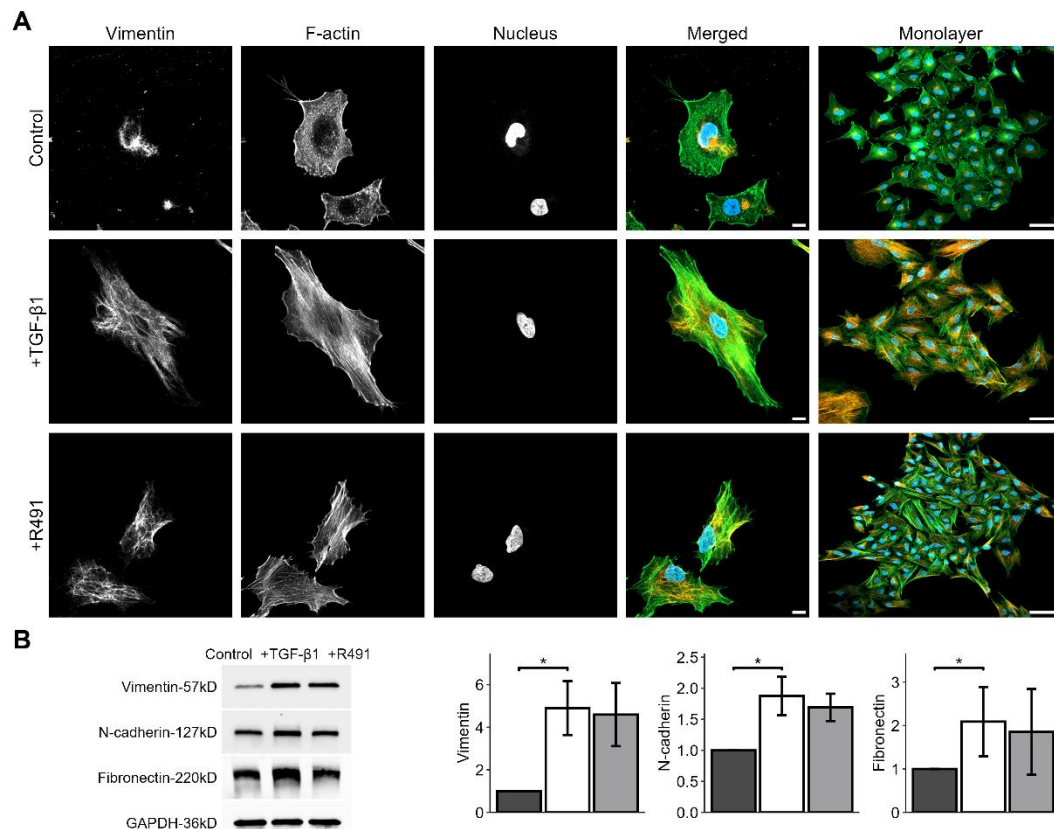 A
Vimentin F-actin Nucleus Merged Monolayer
Control
+TGF-β1
+R491
B
Control +TGF-β1 +R491
Vimentin-57kD
N-cadherin-127kD
Fibronectin-220kD
GAPDH-36kD
Vimentin
6
4
2
0
*
N-cadherin
2.5
2.0
1.5
1.0
0.5
0.0
*
Fibronectin
3
2
1
0
*